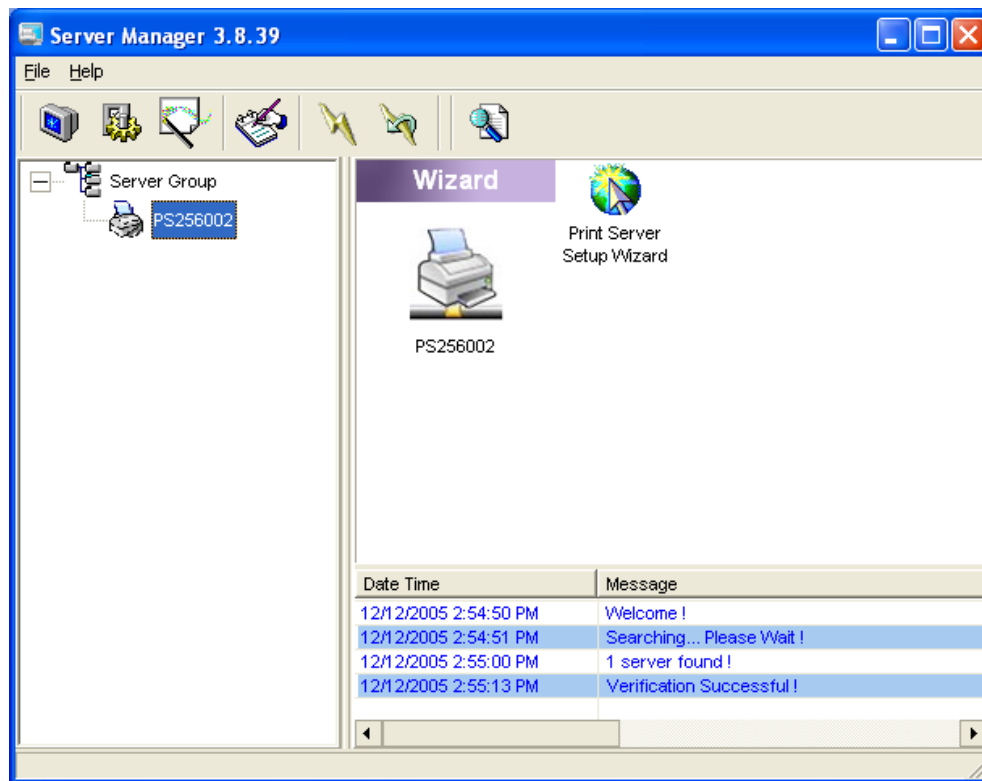 Server Manager 3.8.39
File Help
Server Group
PS256002
Wizard
Print Server
Setup Wizard
PS256002
Date Time Message
12/12/2005 2:54:50 PM Welcome !
12/12/2005 2:54:51 PM Searching... Please Wait !
12/12/2005 2:55:00 PM 1 server found !
12/12/2005 2:55:13 PM Verification Successful !